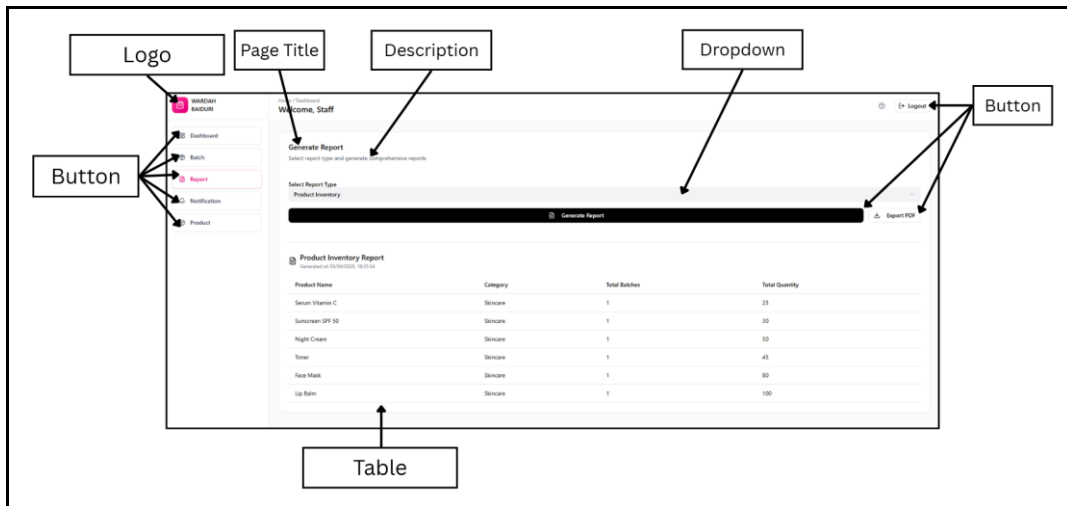 Logo
Page Title
Description
Dropdown
Button
Button
Table
WARDAH
BAIDURI
Dashboard
Batch
Report
Notification
Product
Home / Dashboard
Welcome, Staff
Logout
Generate Report
Select report type and generate comprehensive reports
Select Report Type
Product Inventory
Generate Report
Export PDF
Product Inventory Report
Product Name Category Total Batches Total Quantity
Serum Vitamin C Skincare 1 25
Sunscreen SPF 50 Skincare 1 30
Night Cream Skincare 1 50
Toner Skincare 1 45
Face Mask Skincare 1 80
Lip Balm Skincare 1 100